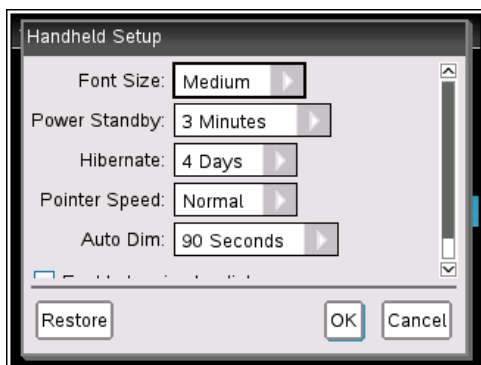 Handheld Setup
Font Size: Medium
Power Standby: 3 Minutes
Hibernate: 4 Days
Pointer Speed: Normal
Auto Dim: 90 Seconds
Restore OK Cancel